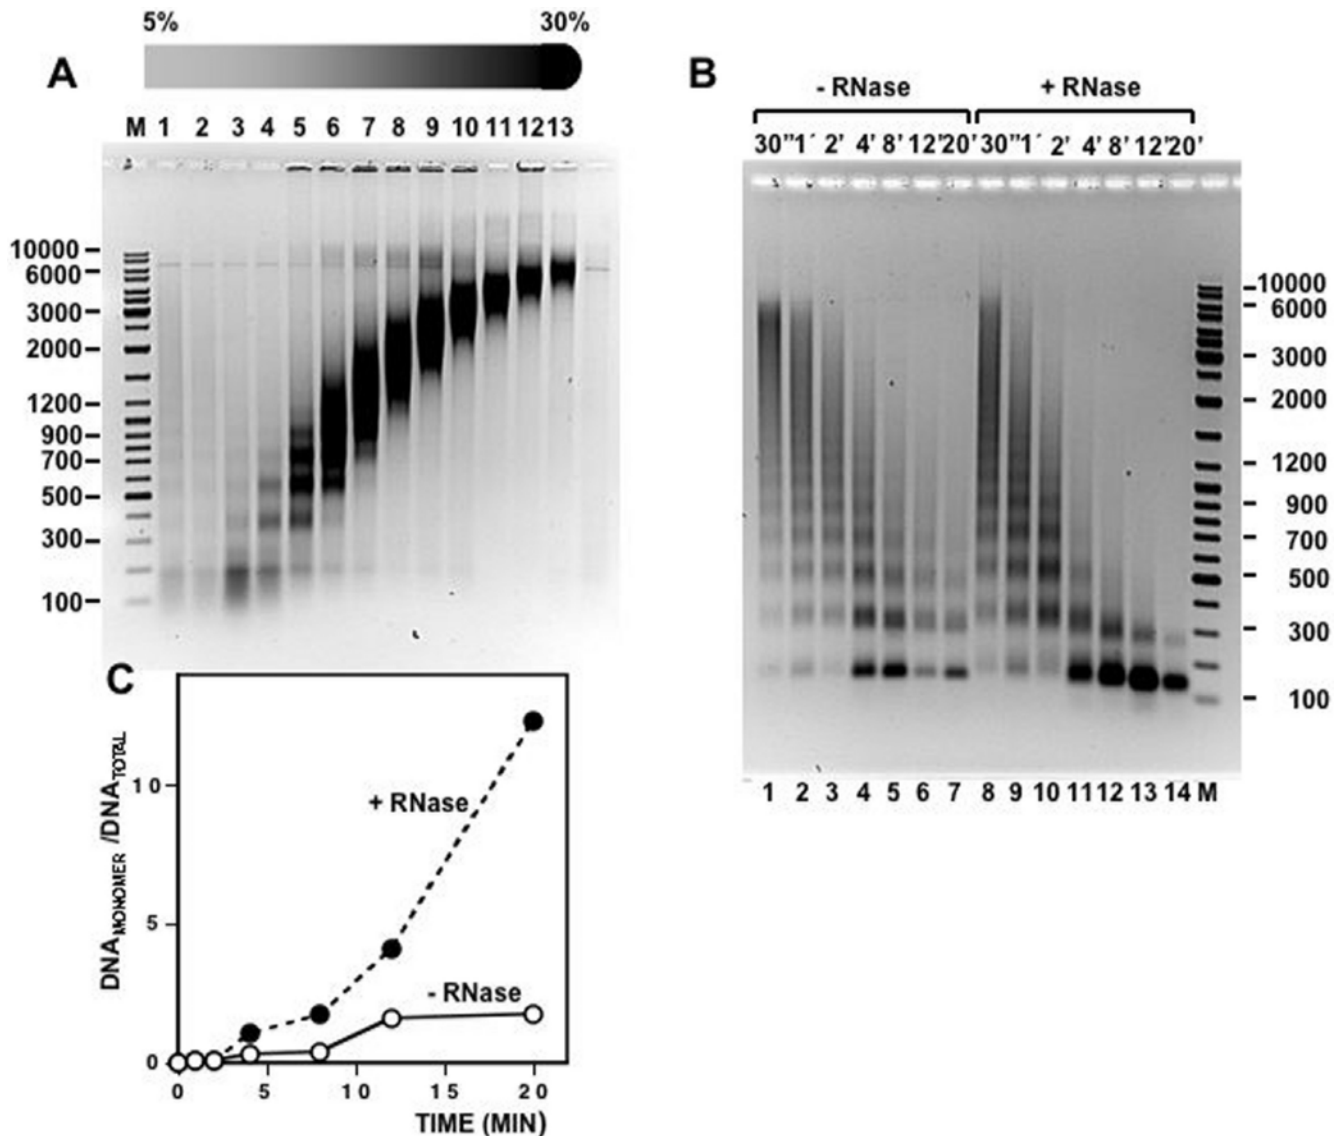 5% 30%
A
M 1 2 3 4 5 6 7 8 9 10 11 12 13
10000
6000
3000
2000
1200
900
700
500
300
100
B
- RNase + RNase
30" 1´ 2' 4' 8' 12' 20' 30" 1´ 2' 4' 8' 12' 20'
10000
6000
3000
2000
1200
900
700
500
300
100
1 2 3 4 5 6 7 8 9 10 11 12 13 14 M
C
DNAMONOMER /DNATOTAL
10
5
0
+ RNase
- RNase
0 5 10 15 20
TIME (MIN)